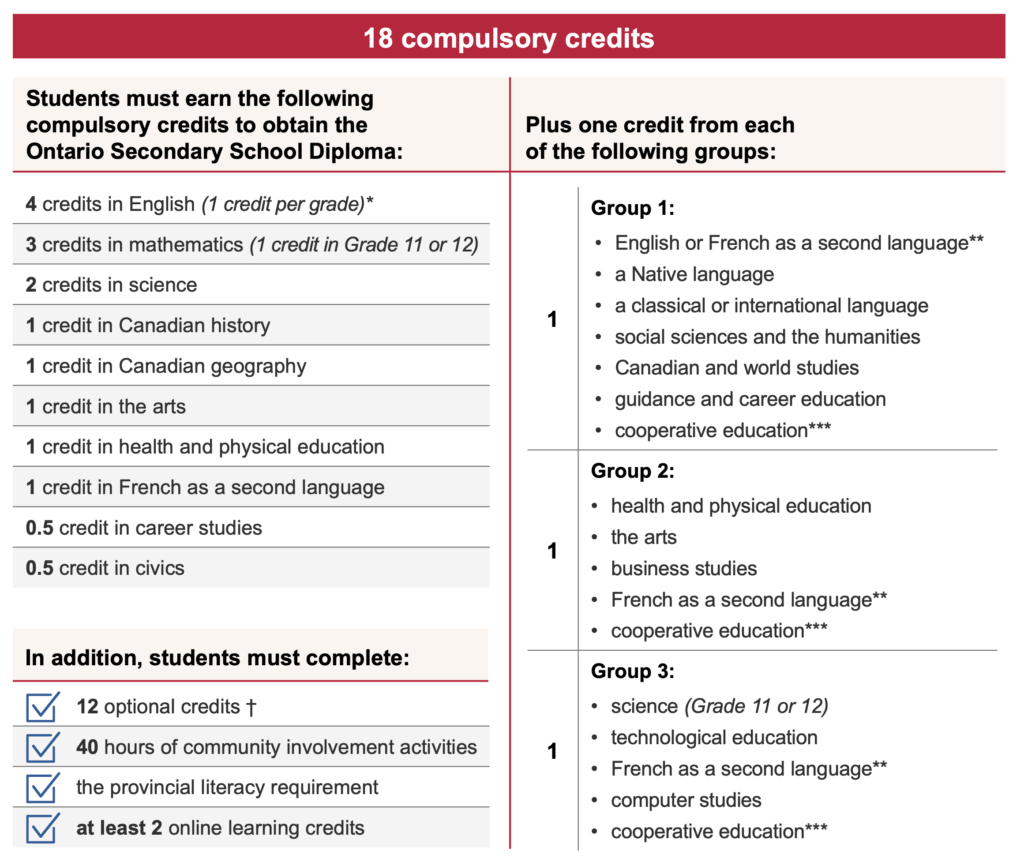 18 compulsory credits
Students must earn the following
compulsory credits to obtain the
Ontario Secondary School Diploma:
4 credits in English (1 credit per grade)*
3 credits in mathematics (1 credit in Grade 11 or 12)
2 credits in science
1 credit in Canadian history
1 credit in Canadian geography
1 credit in the arts
1 credit in health and physical education
1 credit in French as a second language
0.5 credit in career studies
0.5 credit in civics
In addition, students must complete:
12 optional credits †
40 hours of community involvement activities
the provincial literacy requirement
at least 2 online learning credits
Plus one credit from each
of the following groups:
1
Group 1:
• English or French as a second language**
• a Native language
• a classical or international language
• social sciences and the humanities
• Canadian and world studies
• guidance and career education
• cooperative education***
1
Group 2:
• health and physical education
• the arts
• business studies
• French as a second language**
• cooperative education***
1
Group 3:
• science (Grade 11 or 12)
• technological education
• French as a second language**
• computer studies
• cooperative education***